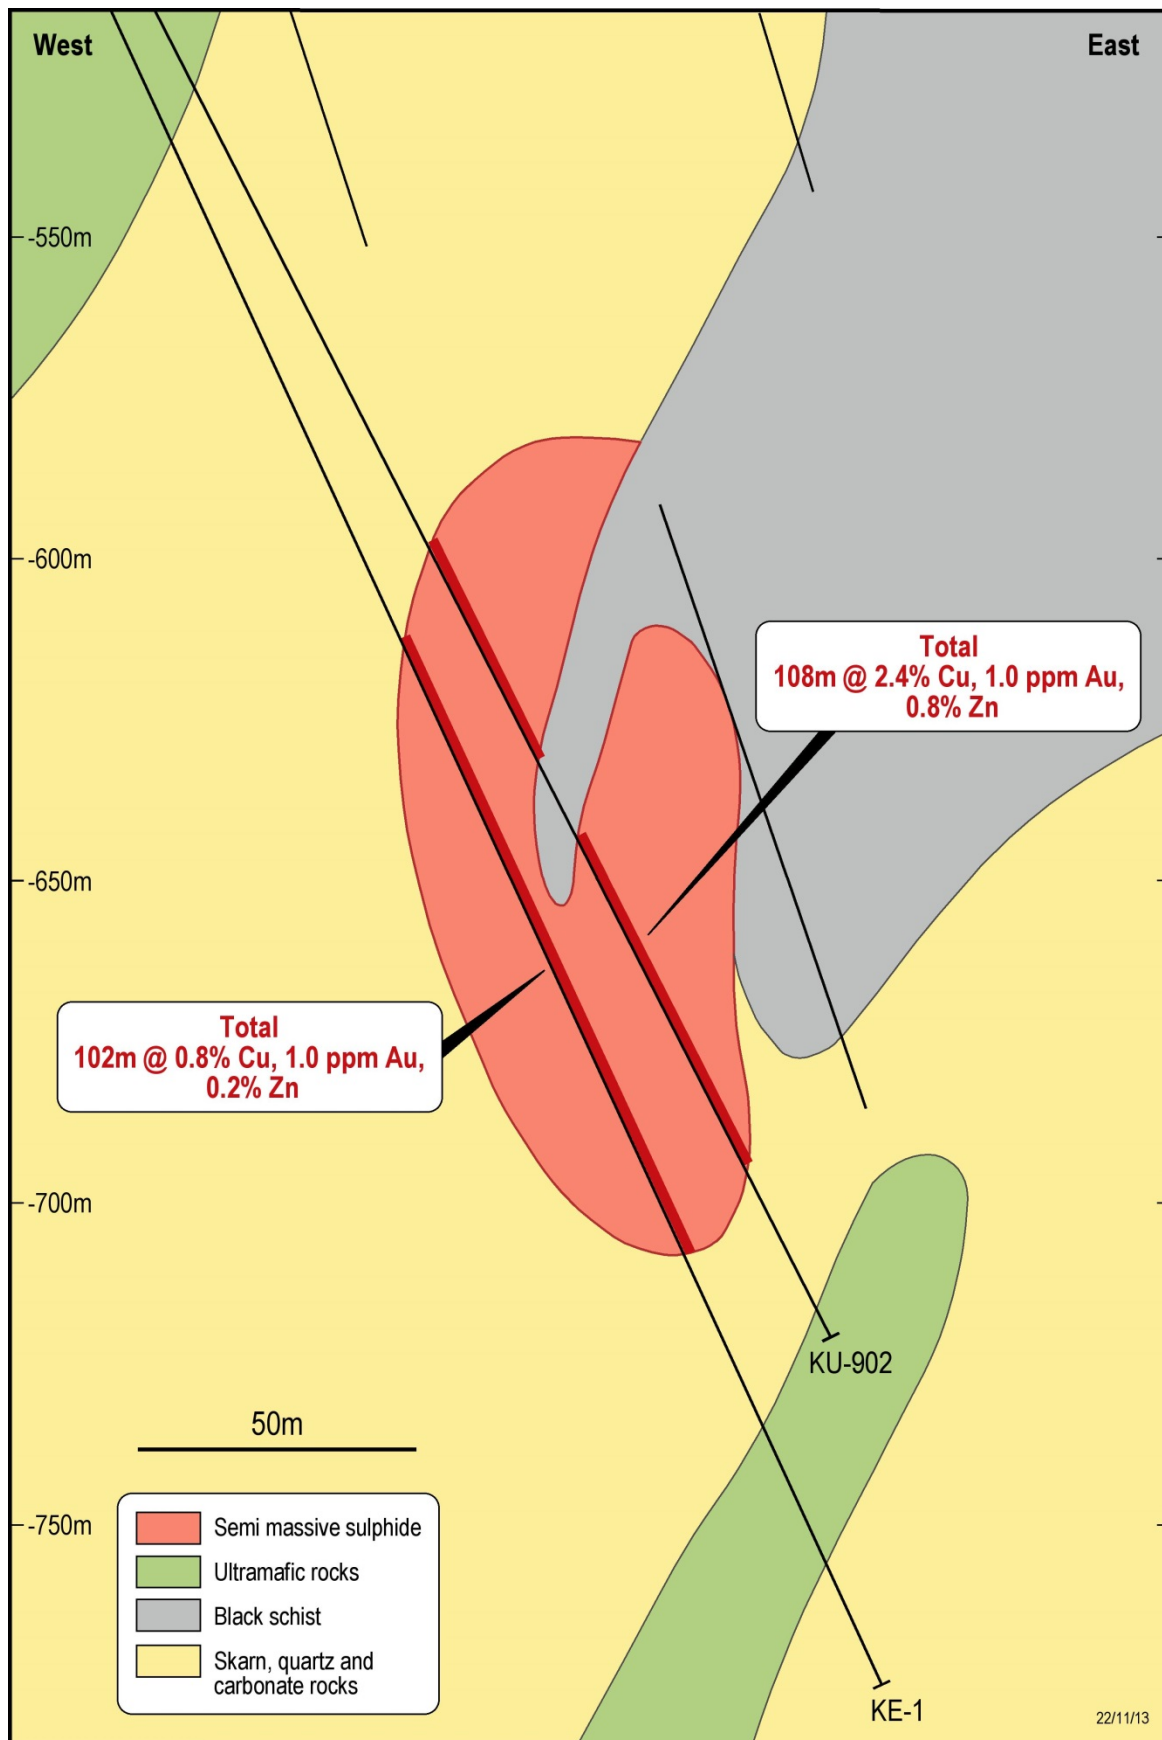 West
East
-550m
-600m
Total
108m @ 2.4% Cu, 1.0 ppm Au,
0.8% Zn
-650m
Total
102m @ 0.8% Cu, 1.0 ppm Au,
0.2% Zn
-700m
KU-902
50m
-750m
Semi massive sulphide
Ultramafic rocks
Black schist
Skarn, quartz and
carbonate rocks
KE-1
22/11/13